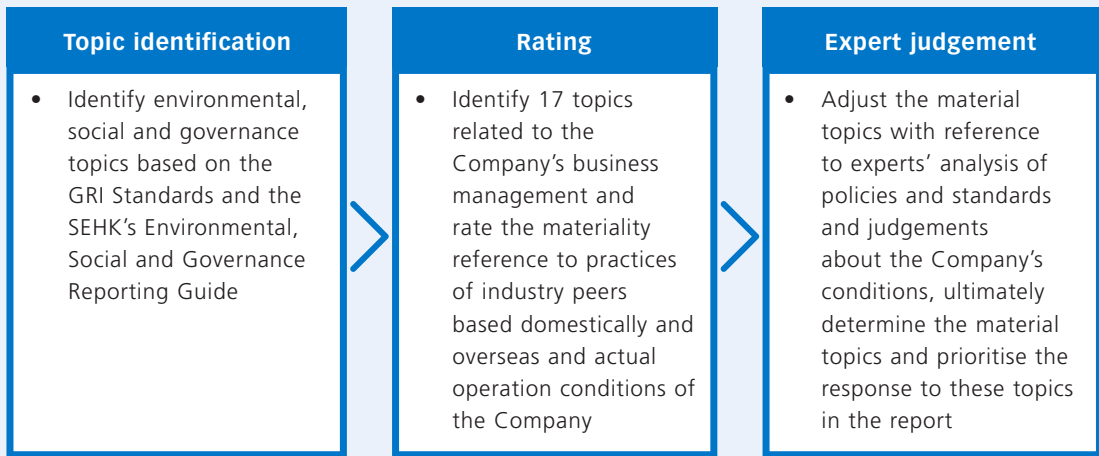 Topic identification
• Identify environmental,
social and governance
topics based on the
GRI Standards and the
SEHK's Environmental,
Social and Governance
Reporting Guide
Rating
• Identify 17 topics
related to the
Company's business
management and
rate the materiality
reference to practices
of industry peers
based domestically and
overseas and actual
operation conditions of
the Company
Expert judgement
• Adjust the material
topics with reference
to experts' analysis of
policies and standards
and judgements
about the Company's
conditions, ultimately
determine the material
topics and prioritise the
response to these topics
in the report